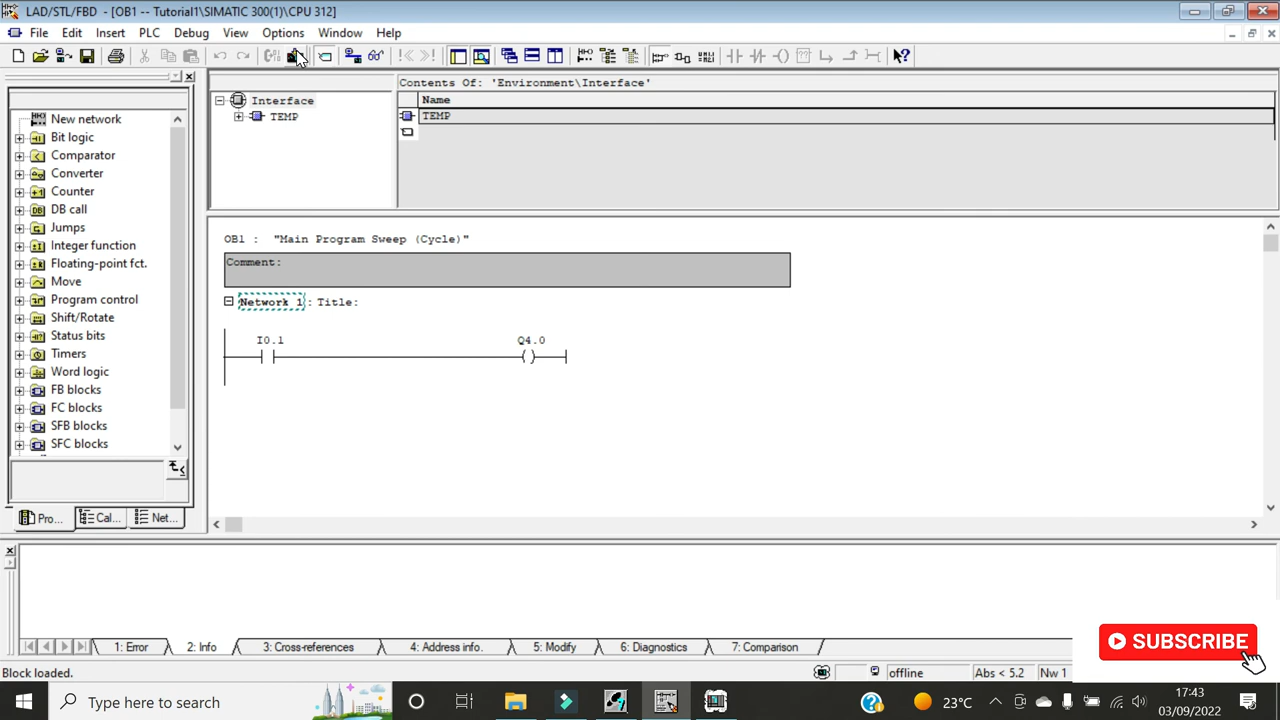 LAD/STL/FBD - [OB1 -- Tutorial1\SIMATIC 300(1)\CPU 312]
File Edit Insert PLC Debug View Options Window Help
Contents Of: 'Environment\Interface'
Interface
TEMP
Name
TEMP
New network
Bit logic
Comparator
Converter
Counter
DB call
Jumps
Integer function
Floating-point fct.
Move
Program control
Shift/Rotate
Status bits
Timers
Word logic
FB blocks
FC blocks
SFB blocks
SFC blocks
Pro... Cal... Net...
OB1 : "Main Program Sweep (Cycle)"
Comment:
Network 1: Title:
I0.1 Q4.0
1: Error 2: Info 3: Cross-references 4: Address info. 5: Modify 6: Diagnostics 7: Comparison
SUBSCRIBE
Block loaded. offline Abs < 5.2 Nw 1
Type here to search
23°C
17:43
03/09/2022